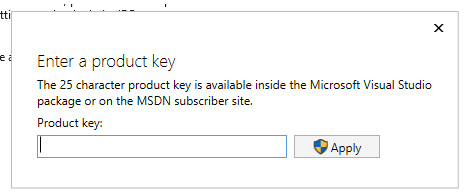 Enter a product key
The 25 character product key is available inside the Microsoft Visual Studio
package or on the MSDN subscriber site.
Product key:
Apply